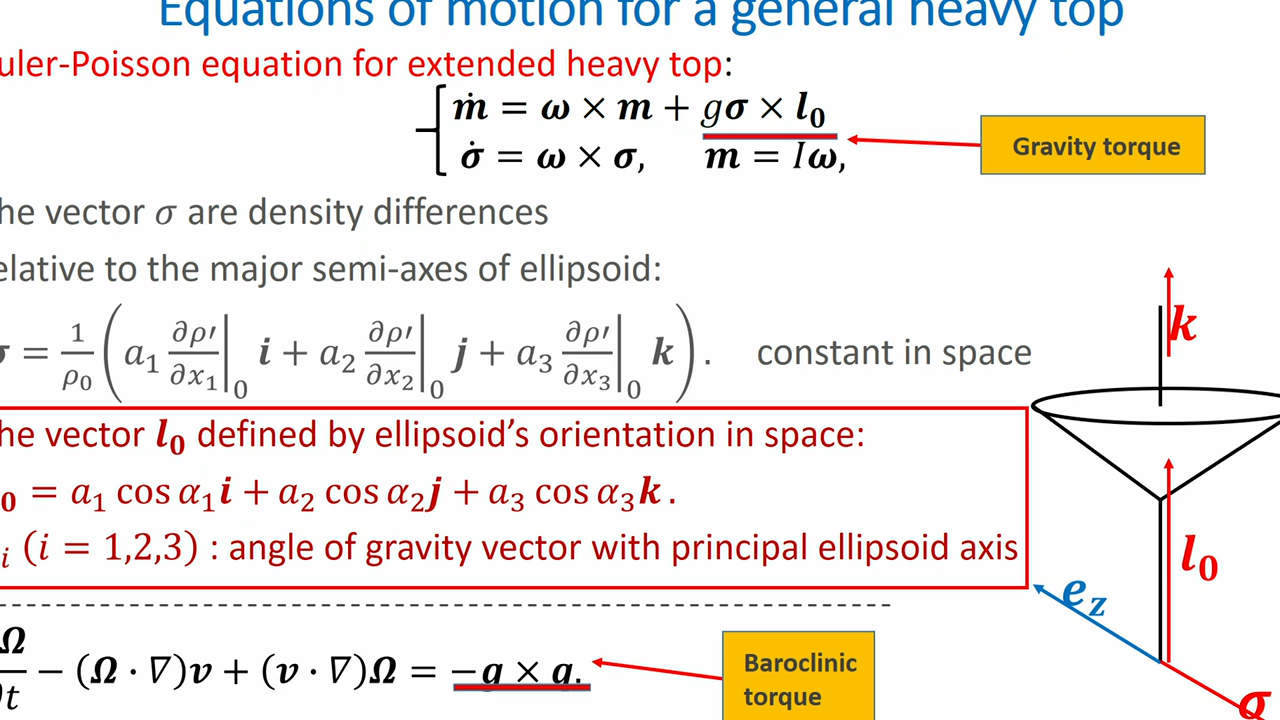 Equations of motion for a general heavy top
uler-Poisson equation for extended heavy top:
ṁ = ω × m + gσ × l₀
σ̇ = ω × σ, m = Iω,
Gravity torque
he vector σ are density differences
elative to the major semi-axes of ellipsoid:
σ = 1/ρ₀ (a₁ ∂ρ′/∂x₁|₀ i + a₂ ∂ρ′/∂x₂|₀ j + a₃ ∂ρ′/∂x₃|₀ k). constant in space
he vector l₀ defined by ellipsoid’s orientation in space:
₀ = a₁ cos α₁i + a₂ cos α₂j + a₃ cos α₃k.
ᵢ (i = 1,2,3) : angle of gravity vector with principal ellipsoid axis
k
l₀
e_z
σ
Ω/∂t − (Ω · ∇)v + (v · ∇)Ω = −g × q.
Baroclinic
torque